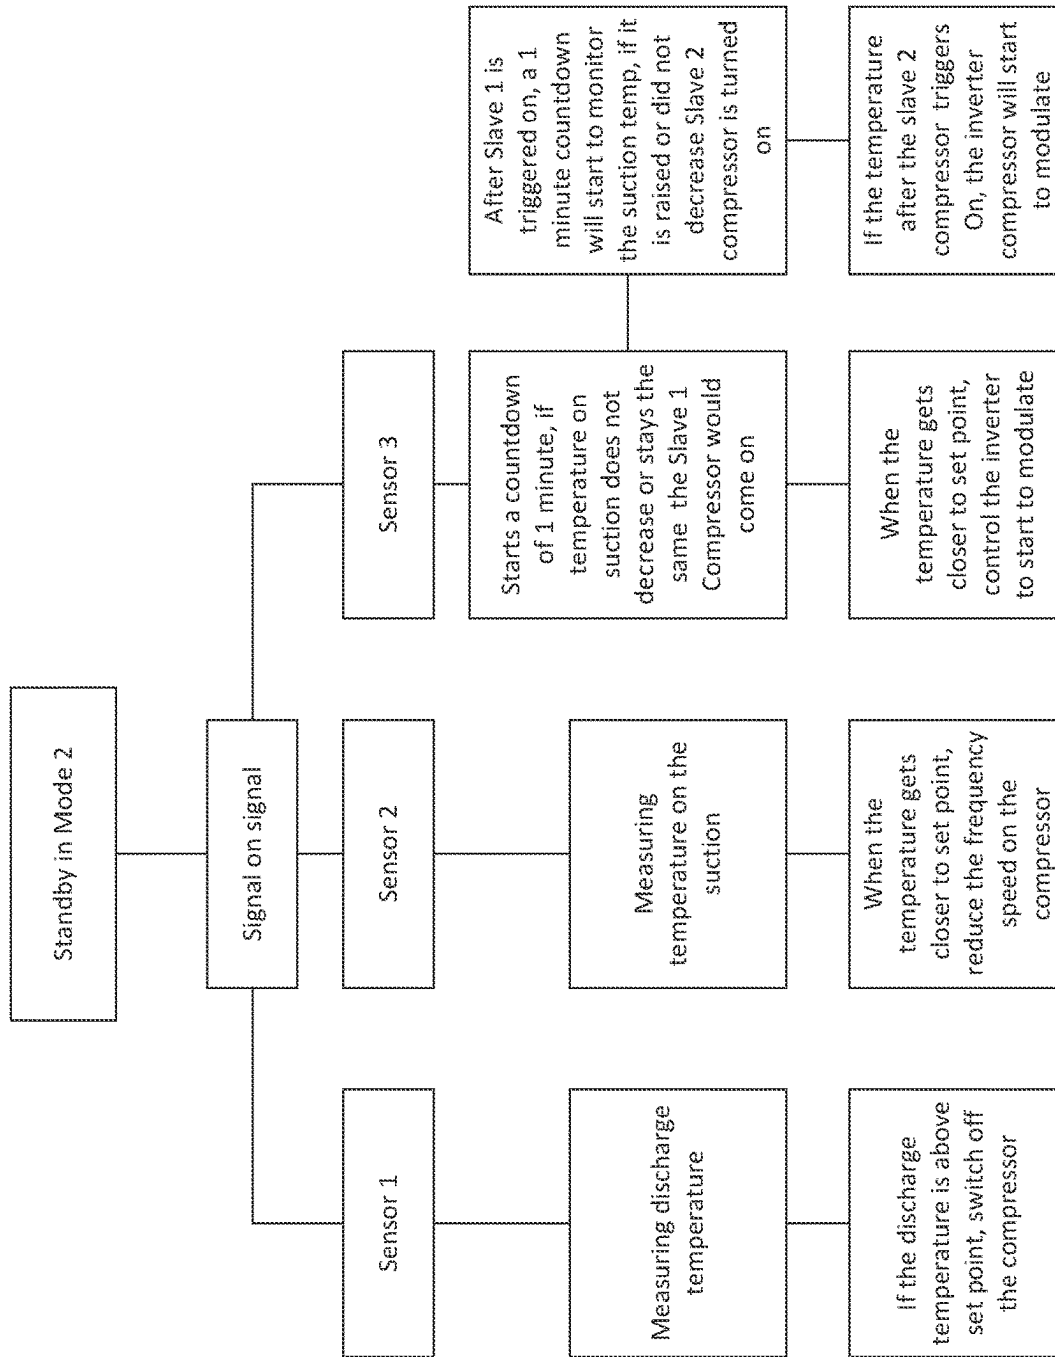 Standby in Mode 2
Signal on signal
Sensor 1
Measuring discharge
temperature
If the discharge
temperature is above
set point, switch off
the compressor
Sensor 2
Measuring
temperature on the
suction
When the
temperature gets
closer to set point,
reduce the frequency
speed on the
compressor
Sensor 3
Starts a countdown
of 1 minute, if
temperature on
suction does not
decrease or stays the
same the Slave 1
Compressor would
come on
When the
temperature gets
closer to set point,
control the inverter
to start to modulate
After Slave 1 is
triggered on, a 1
minute countdown
will start to monitor
the suction temp, if it
is raised or did not
decrease Slave 2
compressor is turned
on
If the temperature
after the slave 2
compressor triggers
On, the inverter
compressor will start
to modulate